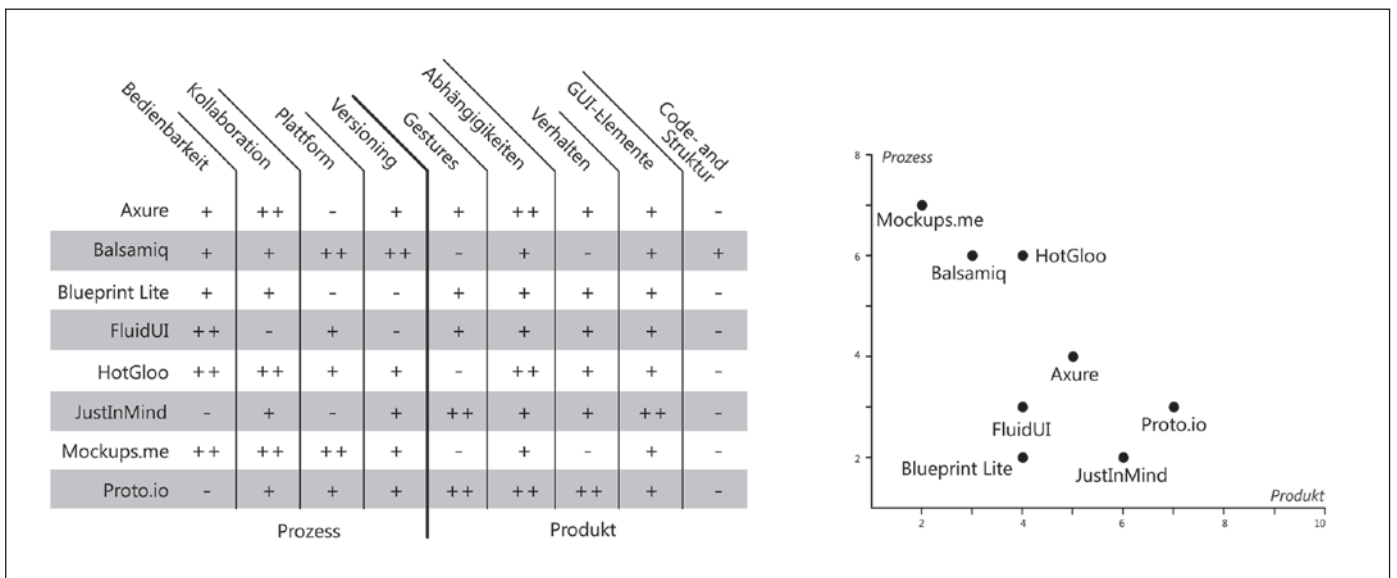 Bedienbarkeit
Kollaboration
Plattform
Versioning
Gestures
Abhängigikeiten
Verhalten
GUI-Elemente
Code- and
Struktur
Axure + ++ - + + ++ + + -
Balsamiq + + ++ ++ - + - + +
Blueprint Lite + + - - + + + + -
FluidUI ++ - + - + + + + -
HotGloo ++ ++ + + - ++ + + -
JustInMind - + - + ++ + + ++ -
Mockups.me ++ ++ ++ + - + - + -
Proto.io - + + + ++ ++ ++ + -
Prozess Produkt
8 Prozess
Mockups.me
6 HotGloo
Balsamiq
4
Axure
FluidUI Proto.io
2 Blueprint Lite JustInMind
Produkt
2 4 6 8 10